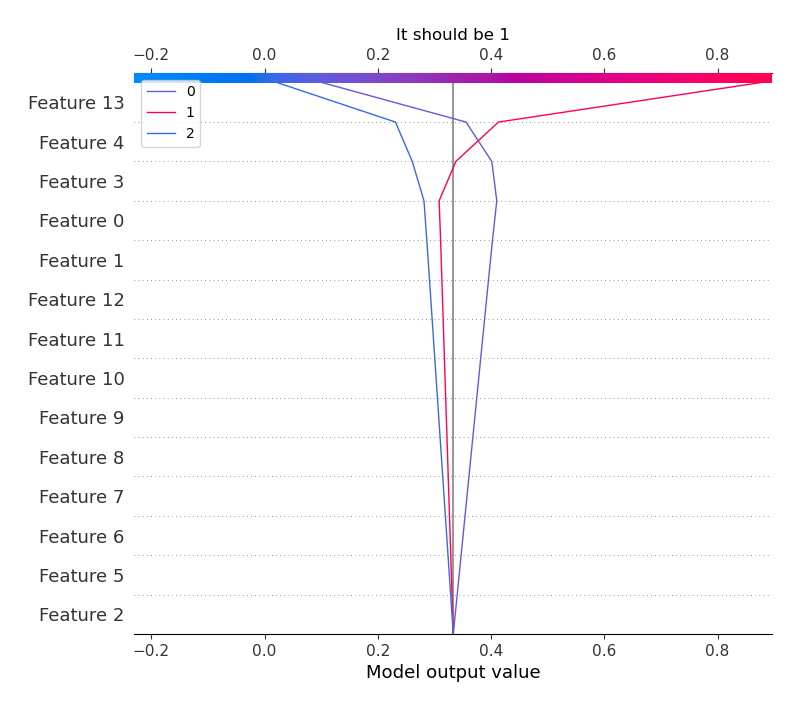 It should be 1
−0.2 0.0 0.2 0.4 0.6 0.8
0
1
2
Feature 13
Feature 4
Feature 3
Feature 0
Feature 1
Feature 12
Feature 11
Feature 10
Feature 9
Feature 8
Feature 7
Feature 6
Feature 5
Feature 2
−0.2 0.0 0.2 0.4 0.6 0.8
Model output value